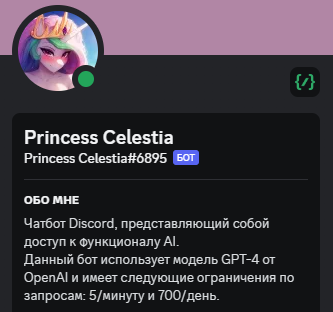 Princess Celestia
Princess Celestia#6895 БОТ
ОБО МНЕ
Чатбот Discord, представляющий собой
доступ к функционалу AI.
Данный бот использует модель GPT-4 от
OpenAI и имеет следующие ограничения по
запросам: 5/минуту и 700/день.